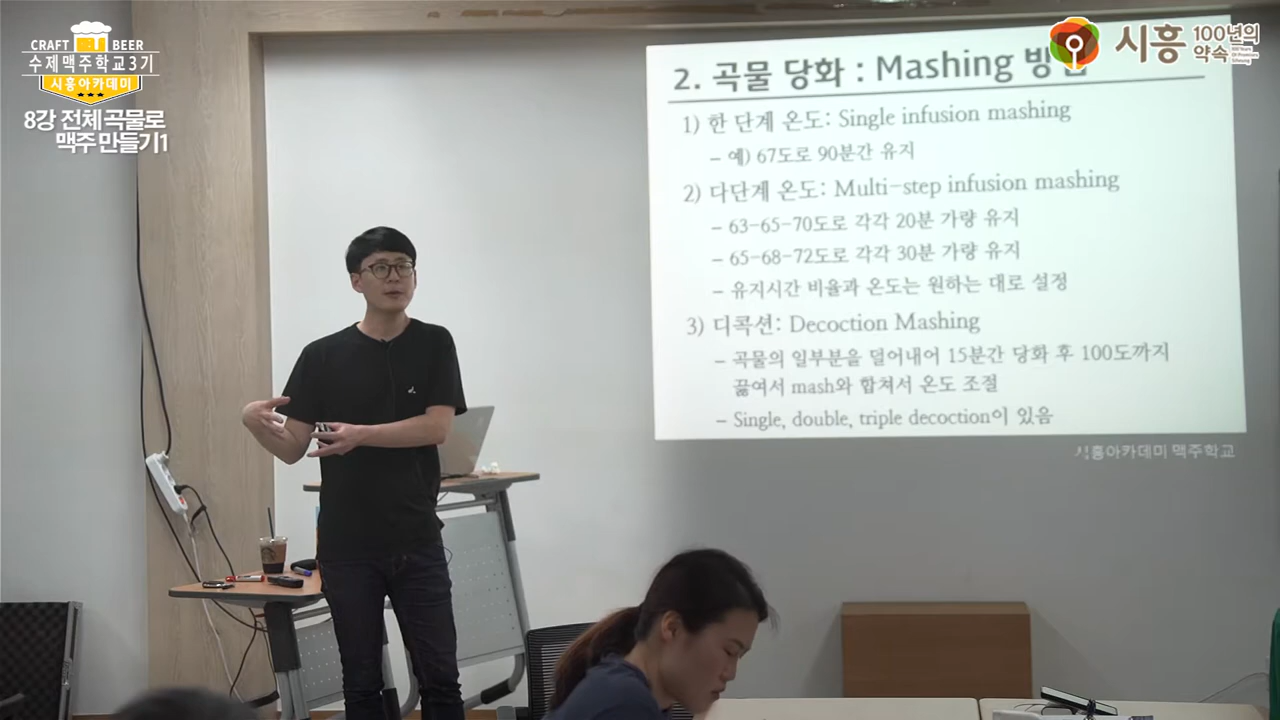 CRAFT BEER
수제맥주학교3기
시흥아카데미
8강 전체 곡물로
맥주 만들기1
시흥 100년의
약속
2. 곡물 당화 : Mashing 방
1) 한 단계 온도: Single infusion mashing
– 예) 67도로 90분간 유지
2) 다단계 온도: Multi-step infusion mashing
– 63-65-70도로 각각 20분 가량 유지
– 65-68-72도로 각각 30분 가량 유지
– 유지시간 비율과 온도는 원하는 대로 설정
3) 디콕션: Decoction Mashing
– 곡물의 일부분을 덜어내어 15분간 당화 후 100도까지
끓여서 mash와 합쳐서 온도 조절
– Single, double, triple decoction이 있음
시흥아카데미 맥주학교